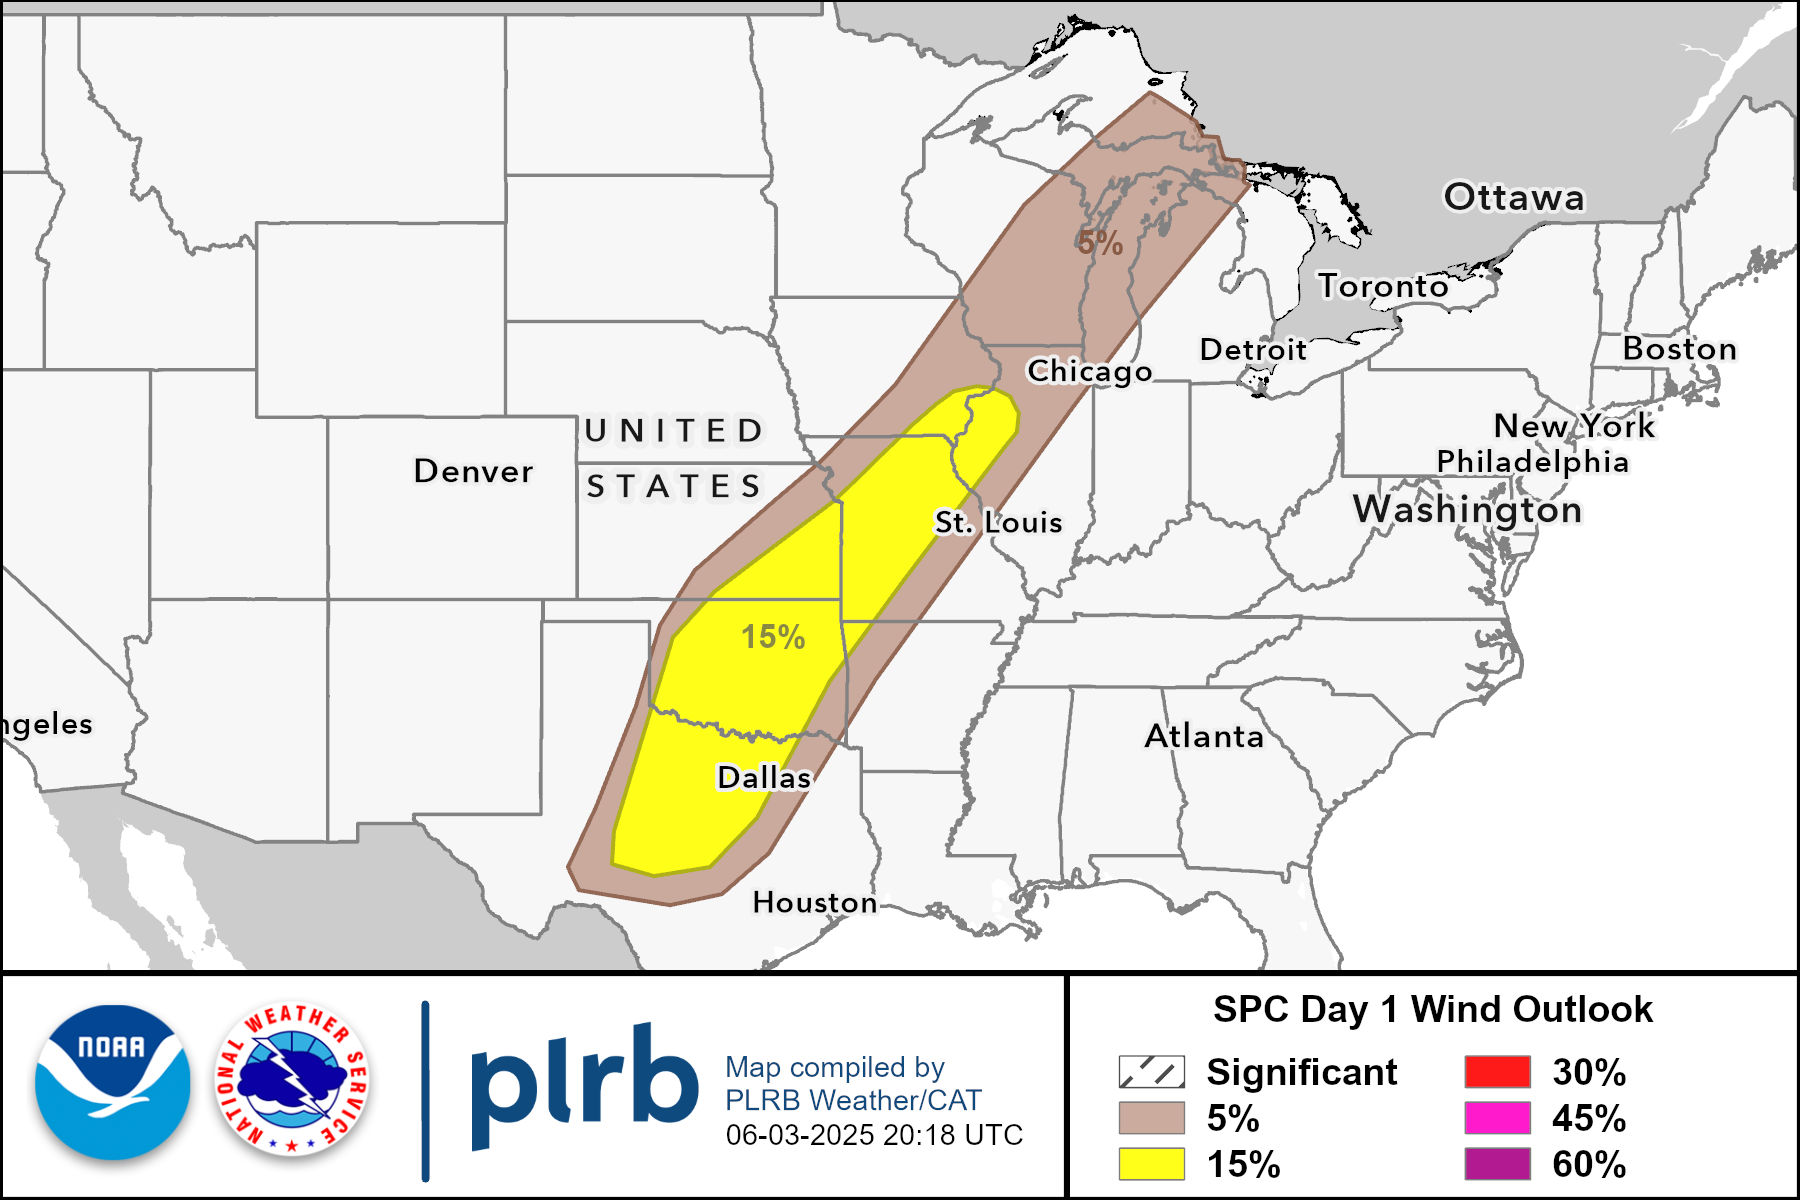 Ottawa
5%
Toronto
Detroit
Boston
Chicago
UNITED
STATES
Denver
New York
Philadelphia
Washington
St. Louis
15%
ngeles
Atlanta
Dallas
Houston
NOAA
NATIONAL WEATHER SERVICE
plrb
Map compiled by
PLRB Weather/CAT
06-03-2025 20:18 UTC
SPC Day 1 Wind Outlook
Significant
5%
15%
30%
45%
60%